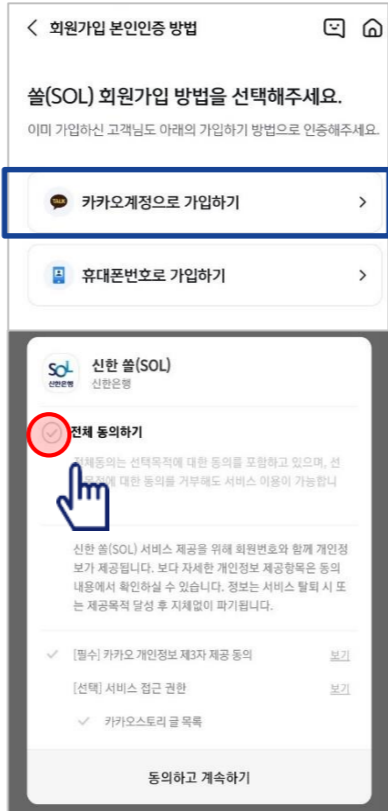 회원가입 본인인증 방법
쏠(SOL) 회원가입 방법을 선택해주세요.
이미 가입하신 고객님도 아래의 가입하기 방법으로 인증해주세요.
TALK
카카오계정으로 가입하기
휴대폰번호로 가입하기
SOL
신한은행
신한 쏠(SOL)
신한은행
전체 동의하기
전체동의는 선택목적에 대한 동의를 포함하고 있으며, 선
에 대한 동의를 거부해도 서비스 이용이 가능합니
신한 쏠(SOL) 서비스 제공을 위해 회원번호와 함께 개인정
보가 제공됩니다. 보다 자세한 개인정보 제공항목은 동의
내용에서 확인하실 수 있습니다. 정보는 서비스 탈퇴 시 또
는 제공목적 달성 후 지체없이 파기됩니다.
[필수] 카카오 개인정보 제3자 제공 동의 보기
[선택] 서비스 접근 권한 보기
카카오스토리 글 목록
동의하고 계속하기